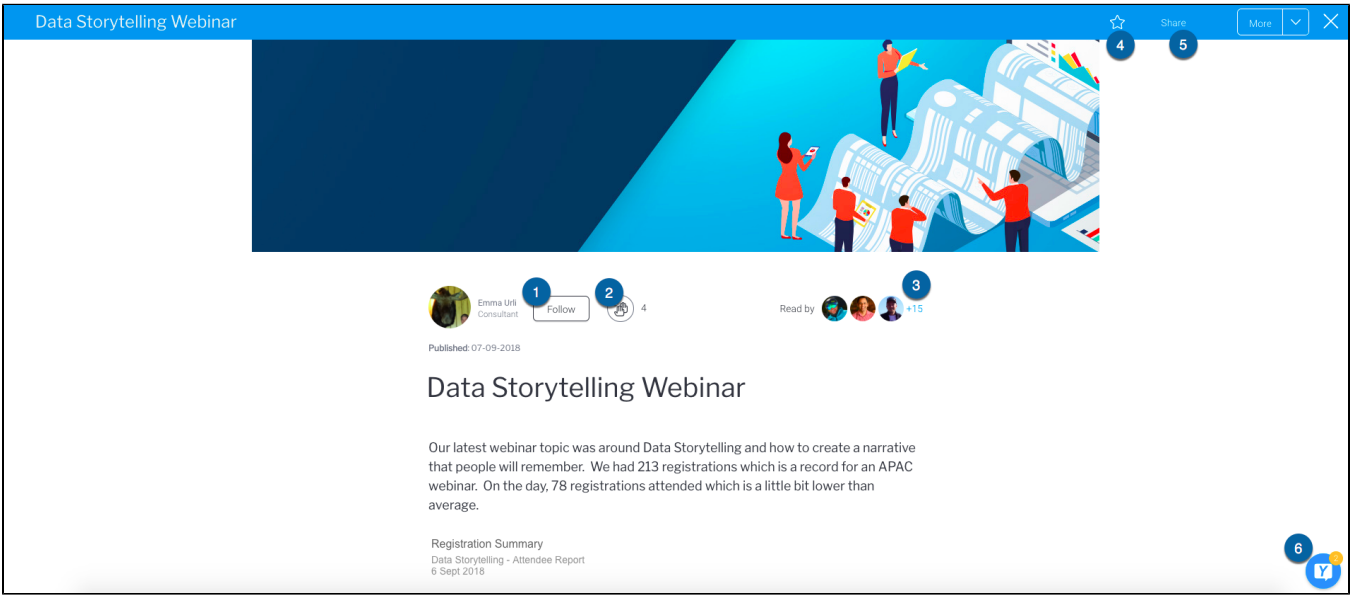 Data Storytelling Webinar
Share
More
4
5
1
2
3
Emma Urli
Consultant
Follow
4
Read by
+15
Published: 07-09-2018
Data Storytelling Webinar
Our latest webinar topic was around Data Storytelling and how to create a narrative
that people will remember. We had 213 registrations which is a record for an APAC
webinar. On the day, 78 registrations attended which is a little bit lower than
average.
Registration Summary
Data Storytelling - Attendee Report
6 Sept 2018
6
2
Y